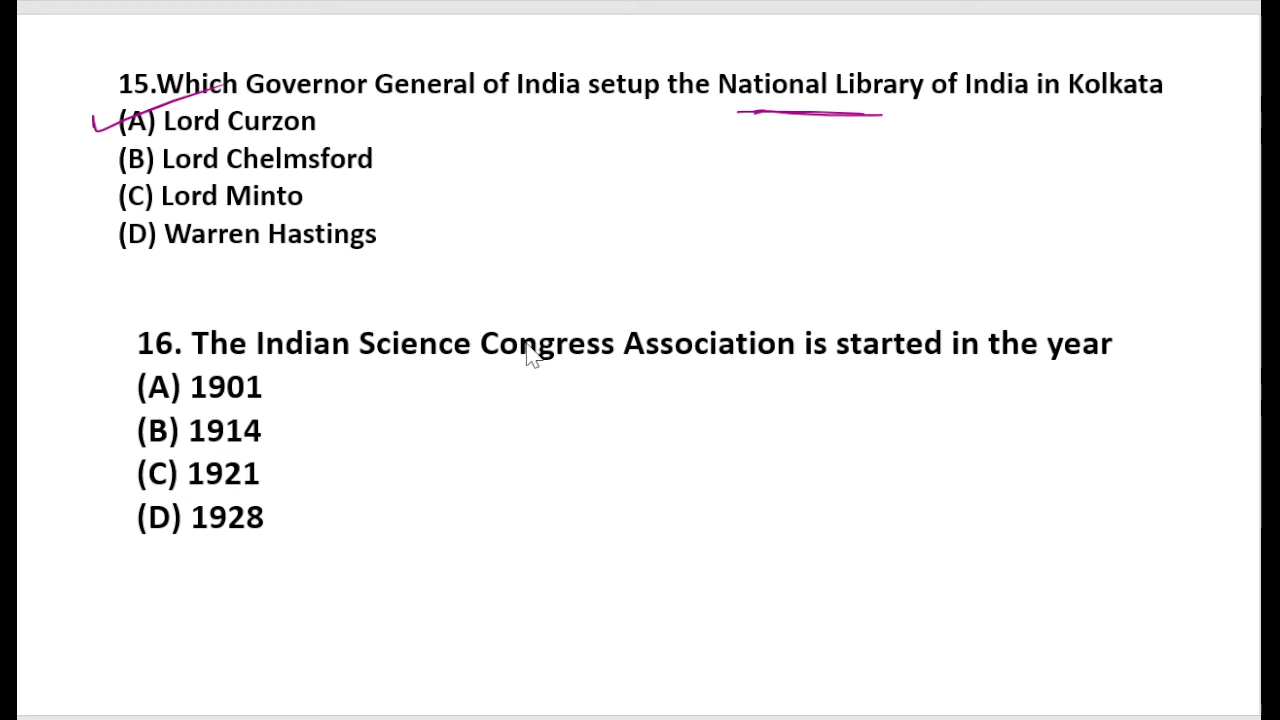 15.Which Governor General of India setup the National Library of India in Kolkata
(A) Lord Curzon
(B) Lord Chelmsford
(C) Lord Minto
(D) Warren Hastings
16. The Indian Science Congress Association is started in the year
(A) 1901
(B) 1914
(C) 1921
(D) 1928